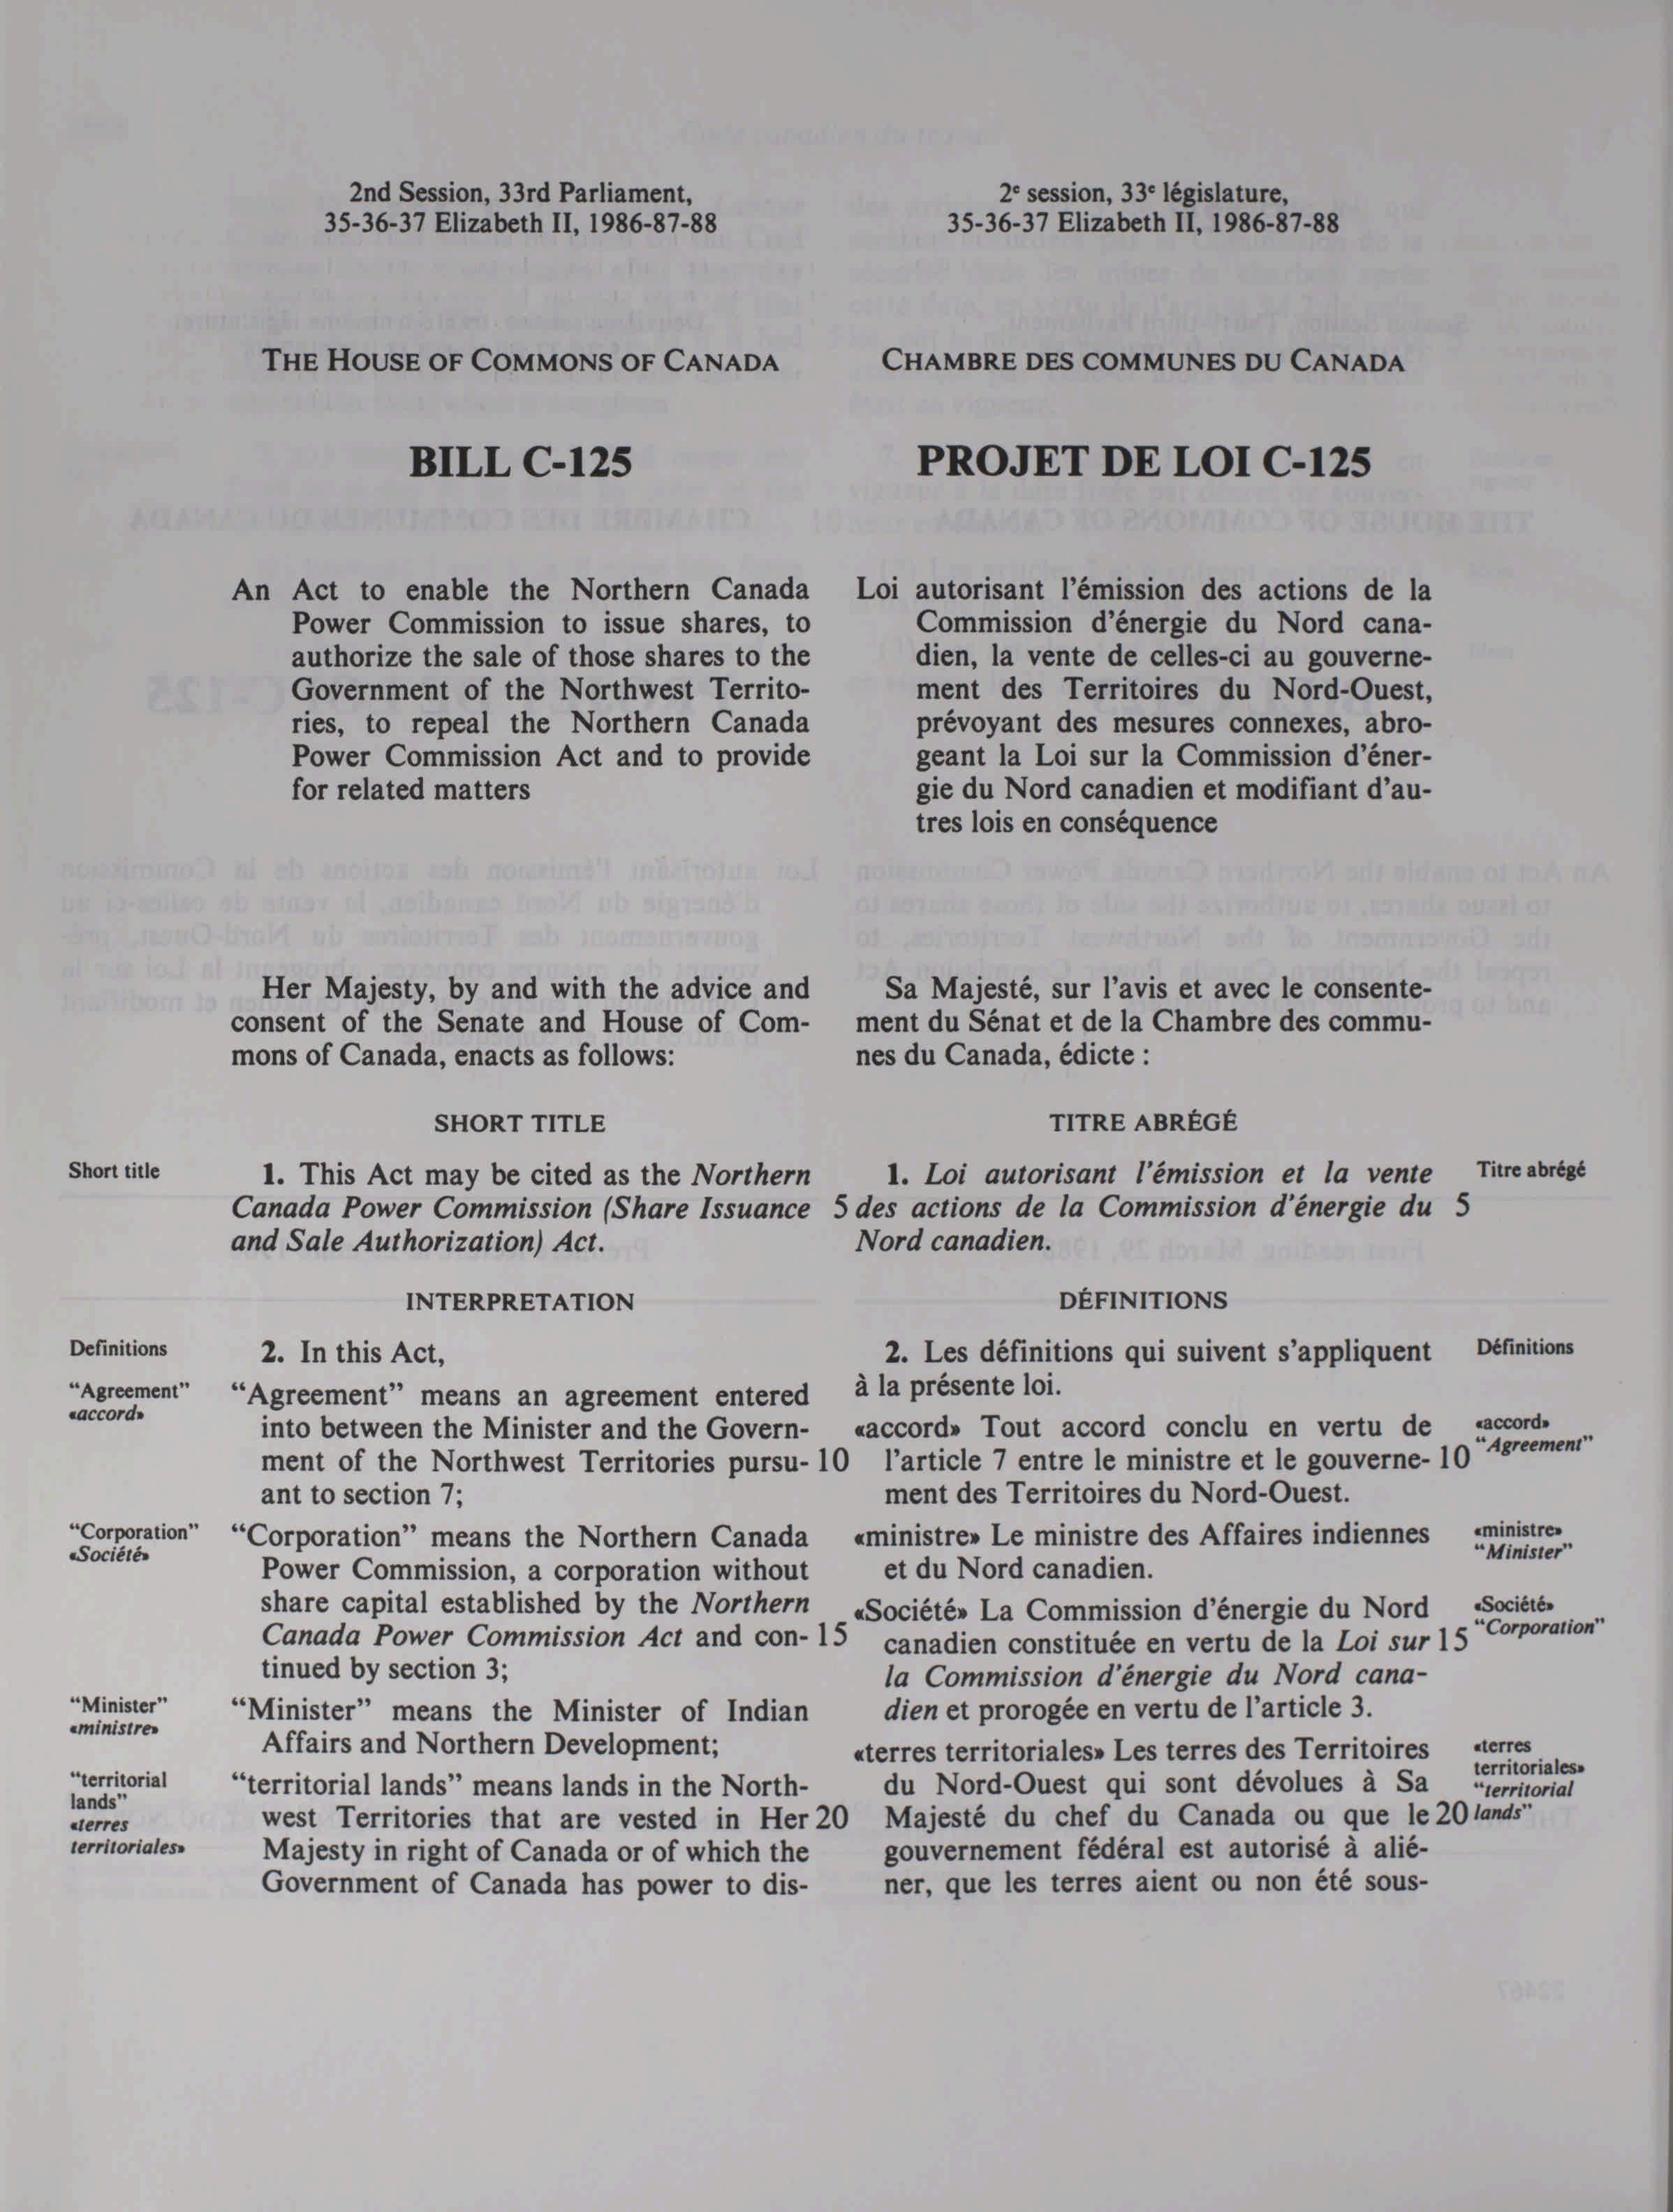 2nd Session, 33rd Parliament,
35-36-37 Elizabeth II, 1986-87-88
THE HOUSE OF COMMONS OF CANADA
BILL C-125
An Act to enable the Northern Canada
Power Commission to issue shares, to
authorize the sale of those shares to the
Government of the Northwest Territo-
ries, to repeal the Northern Canada
Power Commission Act and to provide
for related matters
Her Majesty, by and with the advice and
consent of the Senate and House of Com-
mons of Canada, enacts as follows:
SHORT TITLE
Short title
1. This Act may be cited as the Northern
Canada Power Commission (Share Issuance 5
and Sale Authorization) Act.
INTERPRETATION
Definitions
2. In this Act,
“Agreement”
«accord»
“Agreement” means an agreement entered
into between the Minister and the Govern-
ment of the Northwest Territories pursu- 10
ant to section 7;
“Corporation”
«Société»
“Corporation” means the Northern Canada
Power Commission, a corporation without
share capital established by the Northern
Canada Power Commission Act and con- 15
tinued by section 3;
“Minister”
«ministre»
“Minister” means the Minister of Indian
Affairs and Northern Development;
“territorial
lands”
«terres
territoriales»
“territorial lands” means lands in the North-
west Territories that are vested in Her 20
Majesty in right of Canada or of which the
Government of Canada has power to dis-
2e session, 33e législature,
35-36-37 Elizabeth II, 1986-87-88
CHAMBRE DES COMMUNES DU CANADA
PROJET DE LOI C-125
Loi autorisant l’émission des actions de la
Commission d’énergie du Nord cana-
dien, la vente de celles-ci au gouverne-
ment des Territoires du Nord-Ouest,
prévoyant des mesures connexes, abro-
geant la Loi sur la Commission d’éner-
gie du Nord canadien et modifiant d’au-
tres lois en conséquence
Sa Majesté, sur l’avis et avec le consente-
ment du Sénat et de la Chambre des commu-
nes du Canada, édicte :
TITRE ABRÉGÉ
1. Loi autorisant l’émission et la vente
des actions de la Commission d’énergie du 5
Nord canadien.
Titre abrégé
DÉFINITIONS
2. Les définitions qui suivent s’appliquent
à la présente loi.
Définitions
«accord» Tout accord conclu en vertu de
l’article 7 entre le ministre et le gouverne- 10
ment des Territoires du Nord-Ouest.
«accord»
“Agreement”
«ministre» Le ministre des Affaires indiennes
et du Nord canadien.
«ministre»
“Minister”
«Société» La Commission d’énergie du Nord
canadien constituée en vertu de la Loi sur 15
la Commission d’énergie du Nord cana-
dien et prorogée en vertu de l’article 3.
«Société»
“Corporation”
«terres territoriales» Les terres des Territoires
du Nord-Ouest qui sont dévolues à Sa
Majesté du chef du Canada ou que le 20
gouvernement fédéral est autorisé à alié-
ner, que les terres aient ou non été sous-
«terres
territoriales»
“territorial
lands”